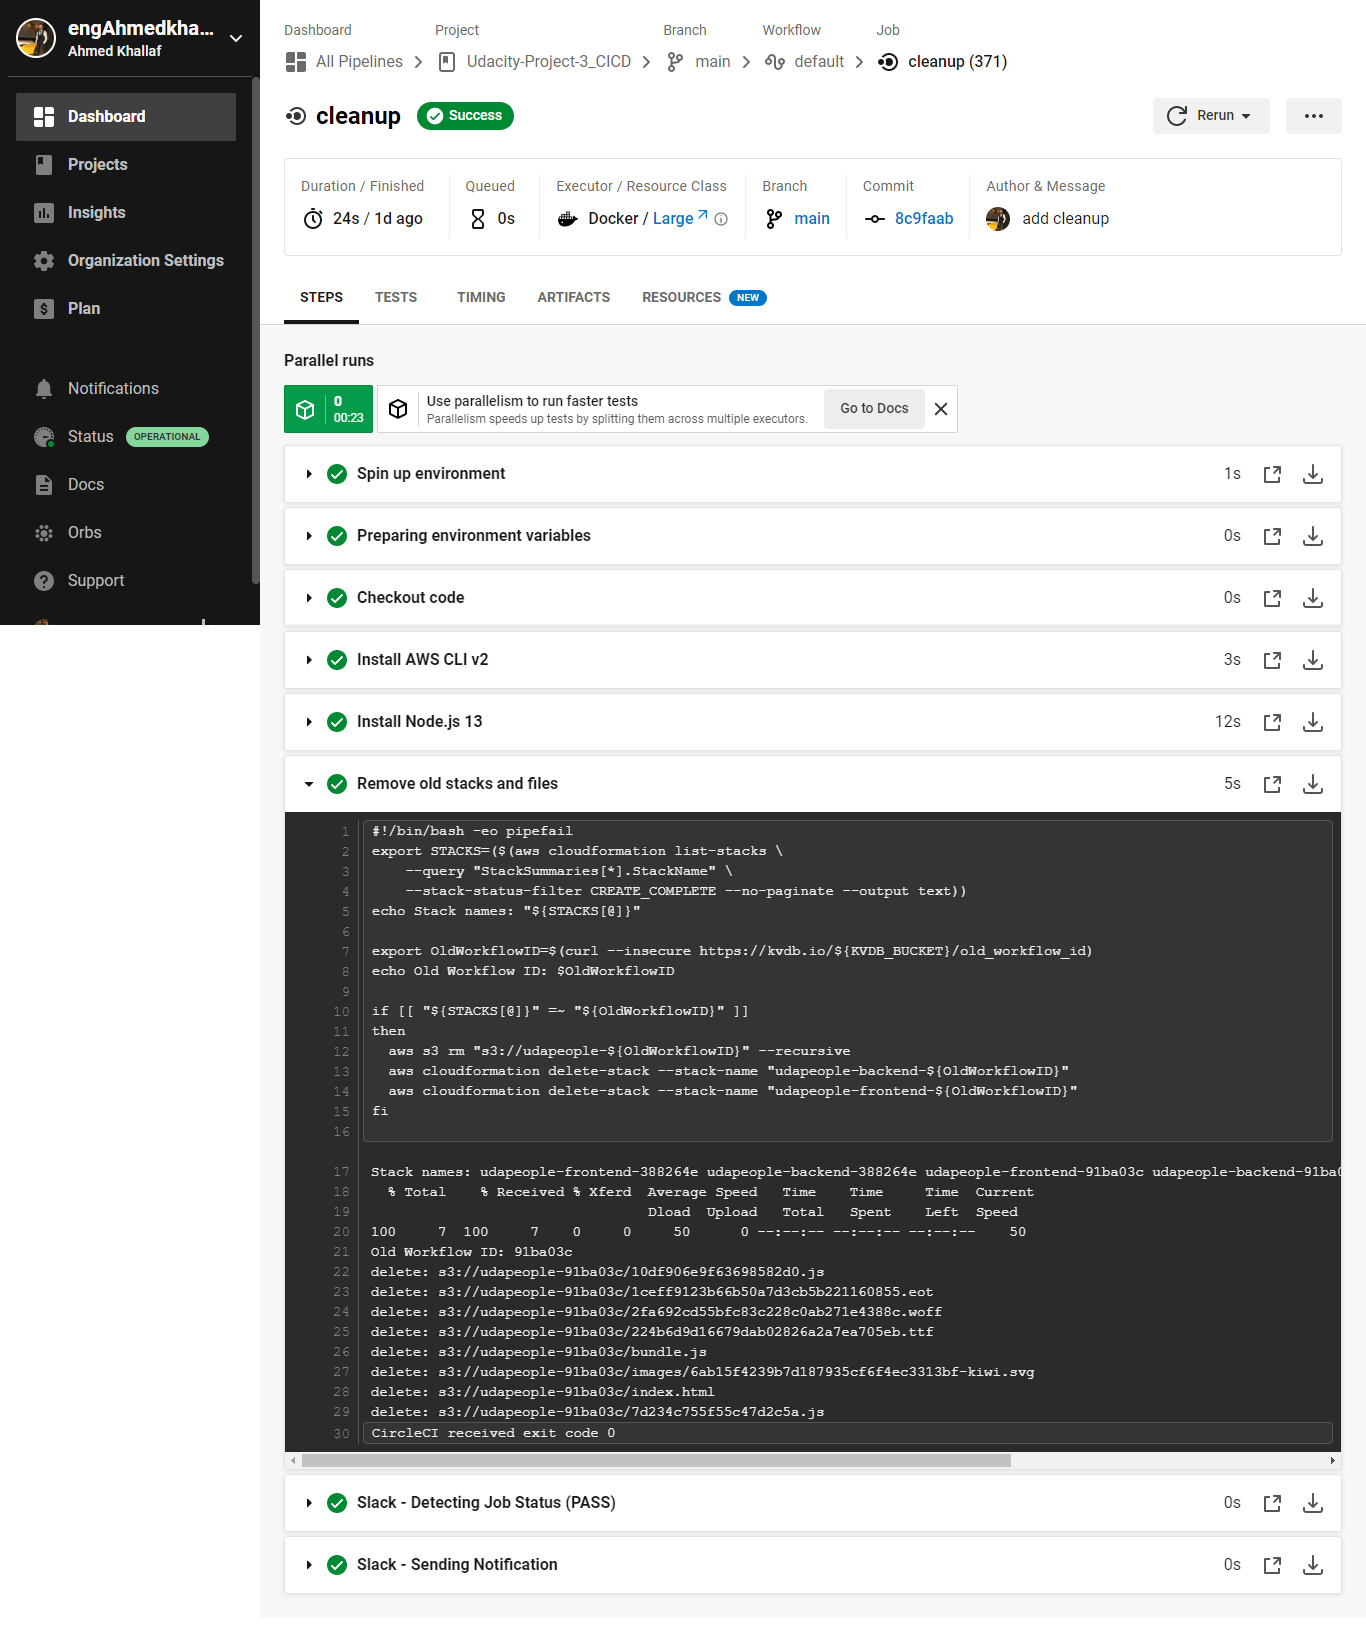 engAhmedkha...
Ahmed Khallaf
Dashboard
Projects
Insights
Organization Settings
Plan
Notifications
Status OPERATIONAL
Docs
Orbs
Support
Dashboard Project Branch Workflow Job
All Pipelines Udacity-Project-3_CICD main default cleanup (371)
cleanup Success
Rerun
Duration / Finished Queued Executor / Resource Class Branch Commit Author & Message
24s / 1d ago 0s Docker / Large main 8c9faab add cleanup
STEPS TESTS TIMING ARTIFACTS RESOURCES NEW
Parallel runs
0
00:23
Use parallelism to run faster tests
Parallelism speeds up tests by splitting them across multiple executors.
Go to Docs
Spin up environment 1s
Preparing environment variables 0s
Checkout code 0s
Install AWS CLI v2 3s
Install Node.js 13 12s
Remove old stacks and files 5s
1 #!/bin/bash -eo pipefail
2 export STACKS=($(aws cloudformation list-stacks \
3 --query "StackSummaries[*].StackName" \
4 --stack-status-filter CREATE_COMPLETE --no-paginate --output text))
5 echo Stack names: "${STACKS[@]}"
6
7 export OldWorkflowID=$(curl --insecure https://kvdb.io/${KVDB_BUCKET}/old_workflow_id)
8 echo Old Workflow ID: $OldWorkflowID
9
10 if [[ "${STACKS[@]}" =~ "${OldWorkflowID}" ]]
11 then
12 aws s3 rm "s3://udapeople-${OldWorkflowID}" --recursive
13 aws cloudformation delete-stack --stack-name "udapeople-backend-${OldWorkflowID}"
14 aws cloudformation delete-stack --stack-name "udapeople-frontend-${OldWorkflowID}"
15 fi
16
17 Stack names: udapeople-frontend-388264e udapeople-backend-388264e udapeople-frontend-91ba03c udapeople-backend-91ba0
18 % Total % Received % Xferd Average Speed Time Time Time Current
19 Dload Upload Total Spent Left Speed
20 100 7 100 7 0 0 50 0 --:--:-- --:--:-- --:--:-- 50
21 Old Workflow ID: 91ba03c
22 delete: s3://udapeople-91ba03c/10df906e9f63698582d0.js
23 delete: s3://udapeople-91ba03c/1ceff9123b66b50a7d3cb5b221160855.eot
24 delete: s3://udapeople-91ba03c/2fa692cd55bfc83c228c0ab271e4388c.woff
25 delete: s3://udapeople-91ba03c/224b6d9d16679dab02826a2a7ea705eb.ttf
26 delete: s3://udapeople-91ba03c/bundle.js
27 delete: s3://udapeople-91ba03c/images/6ab15f4239b7d187935cf6f4ec3313bf-kiwi.svg
28 delete: s3://udapeople-91ba03c/index.html
29 delete: s3://udapeople-91ba03c/7d234c755f55c47d2c5a.js
30 CircleCI received exit code 0
Slack - Detecting Job Status (PASS) 0s
Slack - Sending Notification 0s